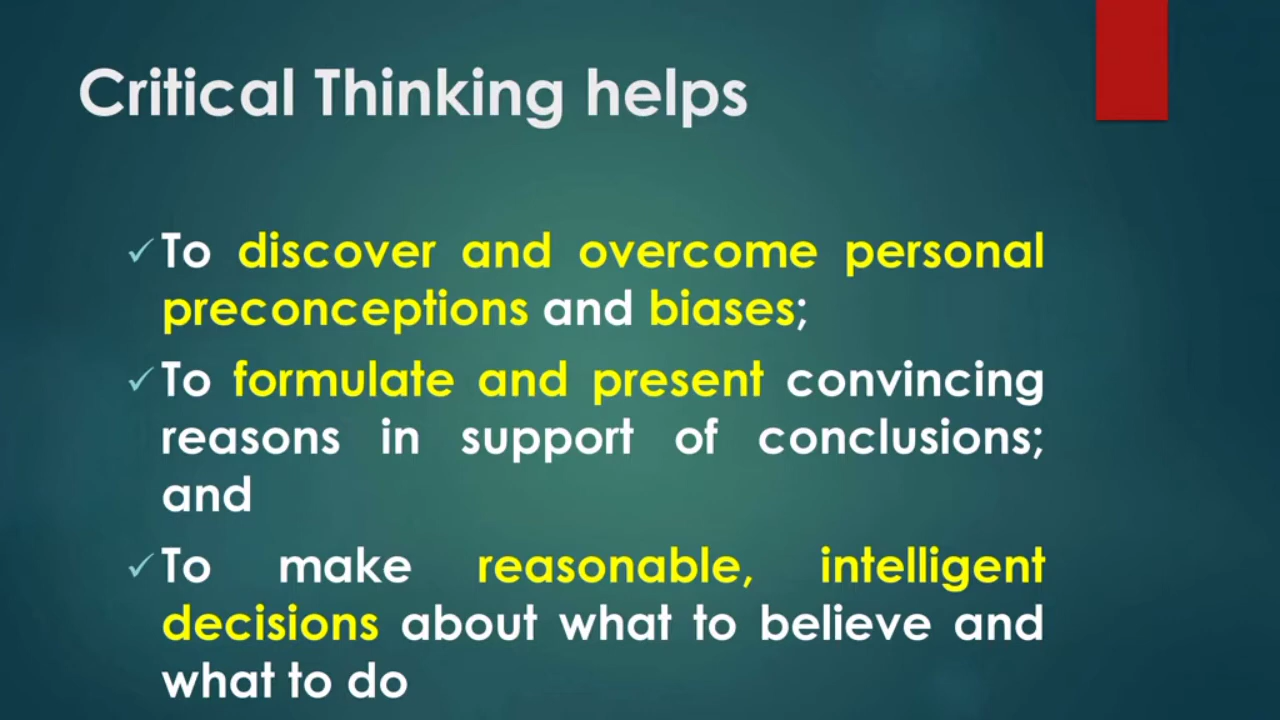 Critical Thinking helps
✓To discover and overcome personal
preconceptions and biases;
✓To formulate and present convincing
reasons in support of conclusions;
and
✓To make reasonable, intelligent
decisions about what to believe and
what to do